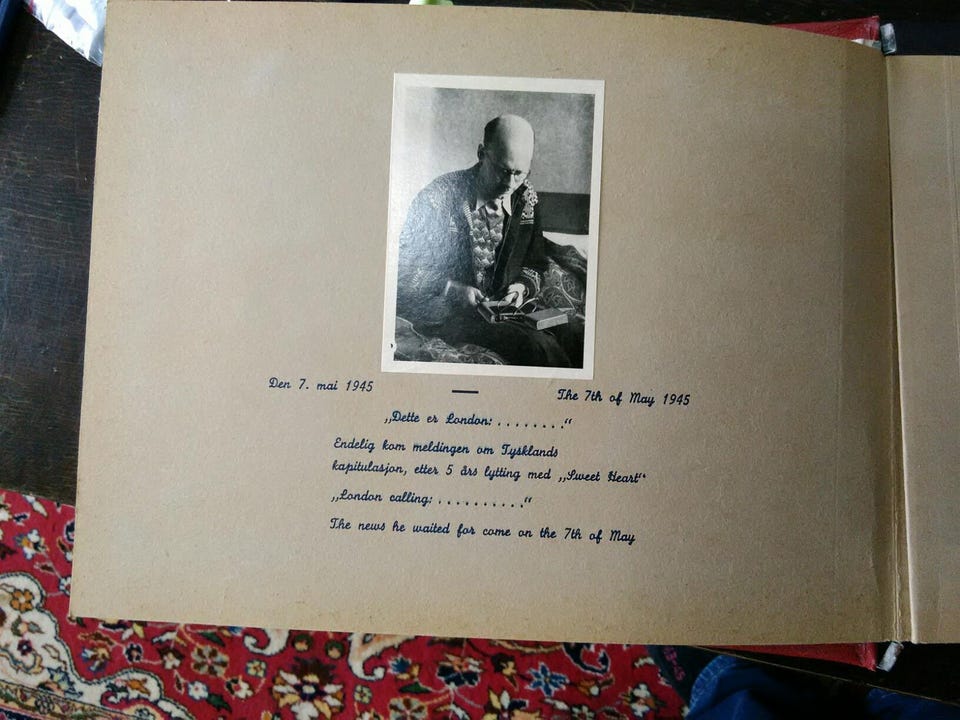 Den 7. mai 1945 — The 7th of May 1945
„Dette er London: ........“
Endelig kom meldingen om Tysklands
kapitulasjon, etter 5 års lytting med „Sweet Heart“
„London calling: ..........“
The news he waited for come on the 7th of May